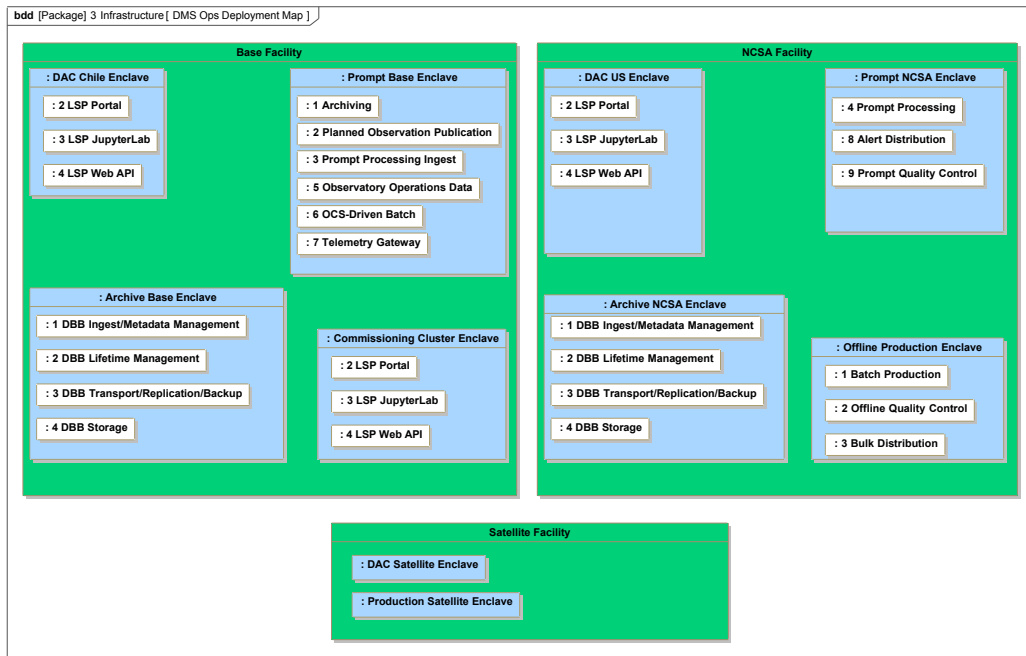 bdd [Package] 3 Infrastructure [ DMS Ops Deployment Map ]
Base Facility
: DAC Chile Enclave
: 2 LSP Portal
: 3 LSP JupyterLab
: 4 LSP Web API
: Prompt Base Enclave
: 1 Archiving
: 2 Planned Observation Publication
: 3 Prompt Processing Ingest
: 5 Observatory Operations Data
: 6 OCS-Driven Batch
: 7 Telemetry Gateway
: Archive Base Enclave
: 1 DBB Ingest/Metadata Management
: 2 DBB Lifetime Management
: 3 DBB Transport/Replication/Backup
: 4 DBB Storage
: Commissioning Cluster Enclave
: 2 LSP Portal
: 3 LSP JupyterLab
: 4 LSP Web API
NCSA Facility
: DAC US Enclave
: 2 LSP Portal
: 3 LSP JupyterLab
: 4 LSP Web API
: Prompt NCSA Enclave
: 4 Prompt Processing
: 8 Alert Distribution
: 9 Prompt Quality Control
: Archive NCSA Enclave
: 1 DBB Ingest/Metadata Management
: 2 DBB Lifetime Management
: 3 DBB Transport/Replication/Backup
: 4 DBB Storage
: Offline Production Enclave
: 1 Batch Production
: 2 Offline Quality Control
: 3 Bulk Distribution
Satellite Facility
: DAC Satellite Enclave
: Production Satellite Enclave